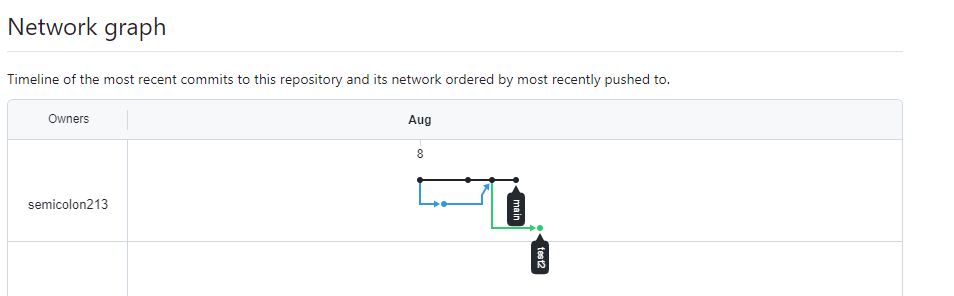 Network graph
Timeline of the most recent commits to this repository and its network ordered by most recently pushed to.
Owners
Aug
8
semicolon213
main
test2